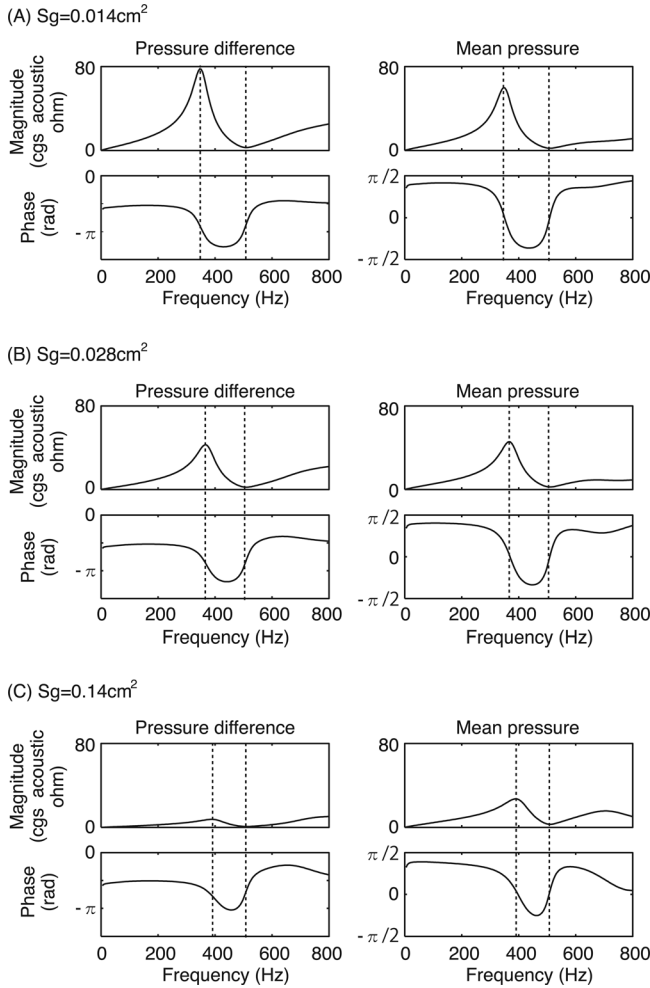 (A) Sg=0.014cm²
Pressure difference Mean pressure
Magnitude
(cgs acoustic
ohm)
80
0
80
0
Phase
(rad)
0
-π
π/2
0
-π/2
0 200 400 600 800 0 200 400 600 800
Frequency (Hz) Frequency (Hz)
(B) Sg=0.028cm²
Pressure difference Mean pressure
Magnitude
(cgs acoustic
ohm)
80
0
80
0
Phase
(rad)
0
-π
π/2
0
-π/2
0 200 400 600 800 0 200 400 600 800
Frequency (Hz) Frequency (Hz)
(C) Sg=0.14cm²
Pressure difference Mean pressure
Magnitude
(cgs acoustic
ohm)
80
0
80
0
Phase
(rad)
0
-π
π/2
0
-π/2
0 200 400 600 800 0 200 400 600 800
Frequency (Hz) Frequency (Hz)